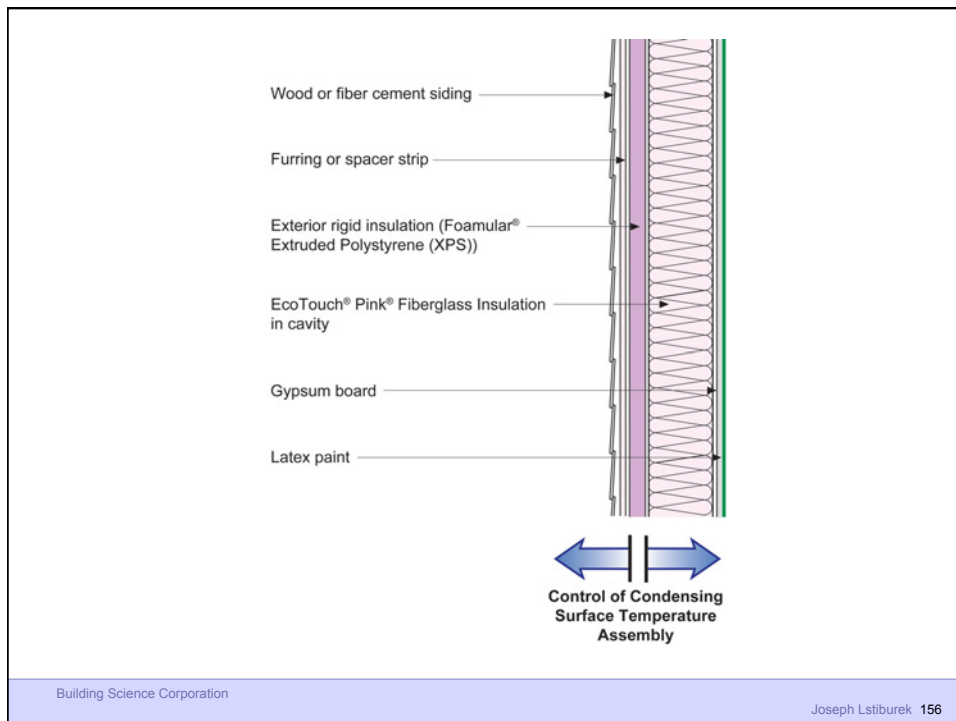 Wood or fiber cement siding
Furring or spacer strip
Exterior rigid insulation (Foamular®
Extruded Polystyrene (XPS))
EcoTouch® Pink® Fiberglass Insulation
in cavity
Gypsum board
Latex paint
Control of Condensing
Surface Temperature
Assembly
Building Science Corporation
Joseph Lstiburek 156